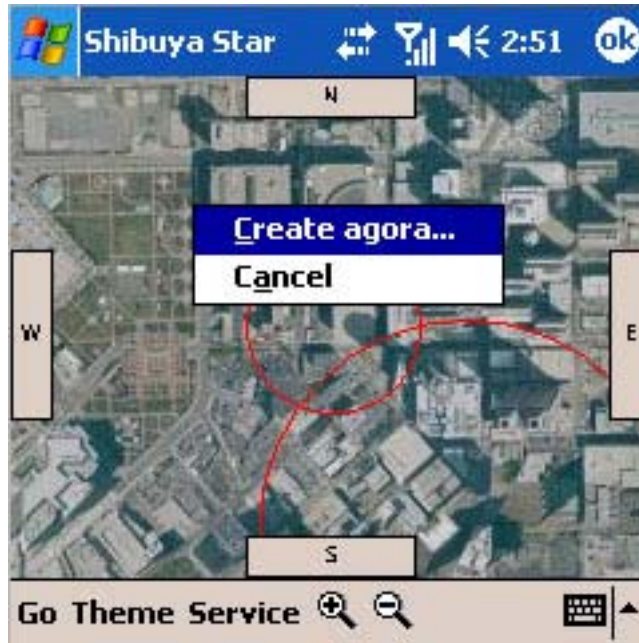 Shibuya Star 2:51 ok
N
Create agora...
Cancel
W
E
S
Go Theme Service